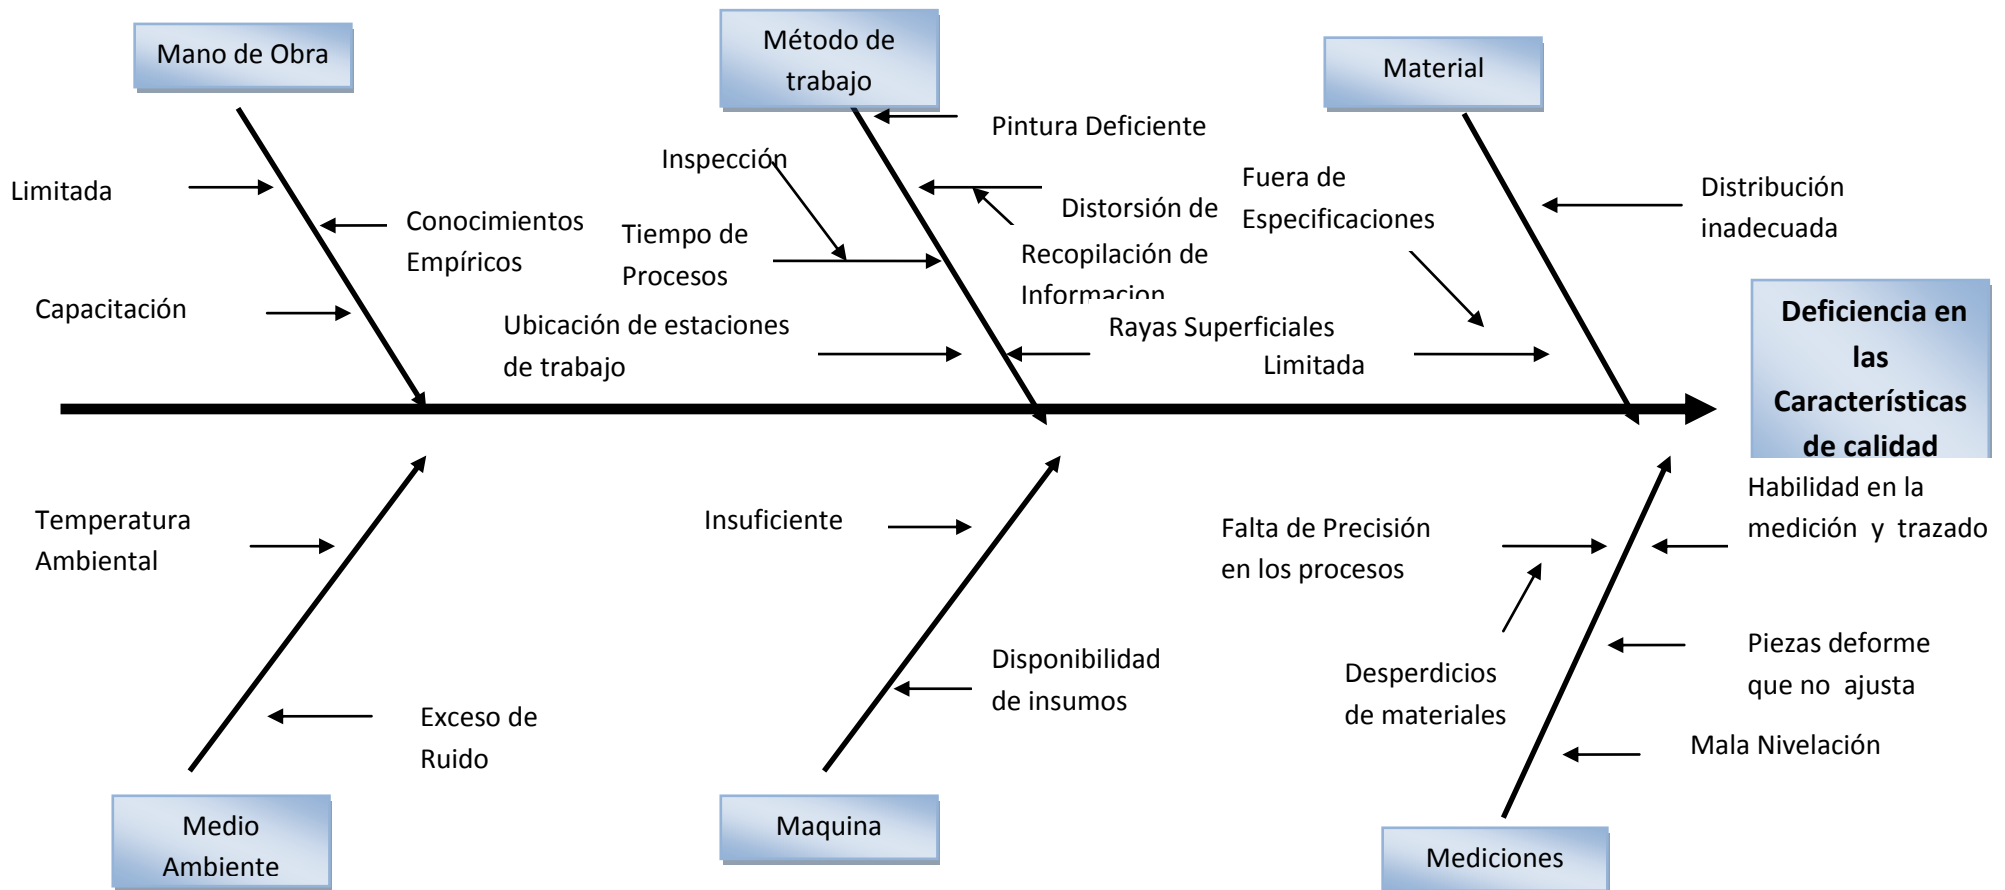 Mano de Obra
Método de
trabajo
Material
Pintura Deficiente
Inspección
Limitada
Conocimientos
Empíricos
Tiempo de
Procesos
Distorsión de
Recopilación de
Informacion
Fuera de
Especificaciones
Distribución
inadecuada
Capacitación
Ubicación de estaciones
de trabajo
Rayas Superficiales
Limitada
Deficiencia en
las
Características
de calidad
Temperatura
Ambiental
Insuficiente
Falta de Precisión
en los procesos
Habilidad en la
medición y trazado
Exceso de
Ruido
Disponibilidad
de insumos
Desperdicios
de materiales
Piezas deforme
que no ajusta
Mala Nivelación
Medio
Ambiente
Maquina
Mediciones